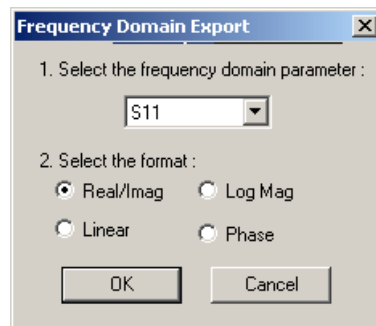 Frequency Domain Export
1. Select the frequency domain parameter :
S11
2. Select the format :
Real/Imag
Log Mag
Linear
Phase
OK
Cancel